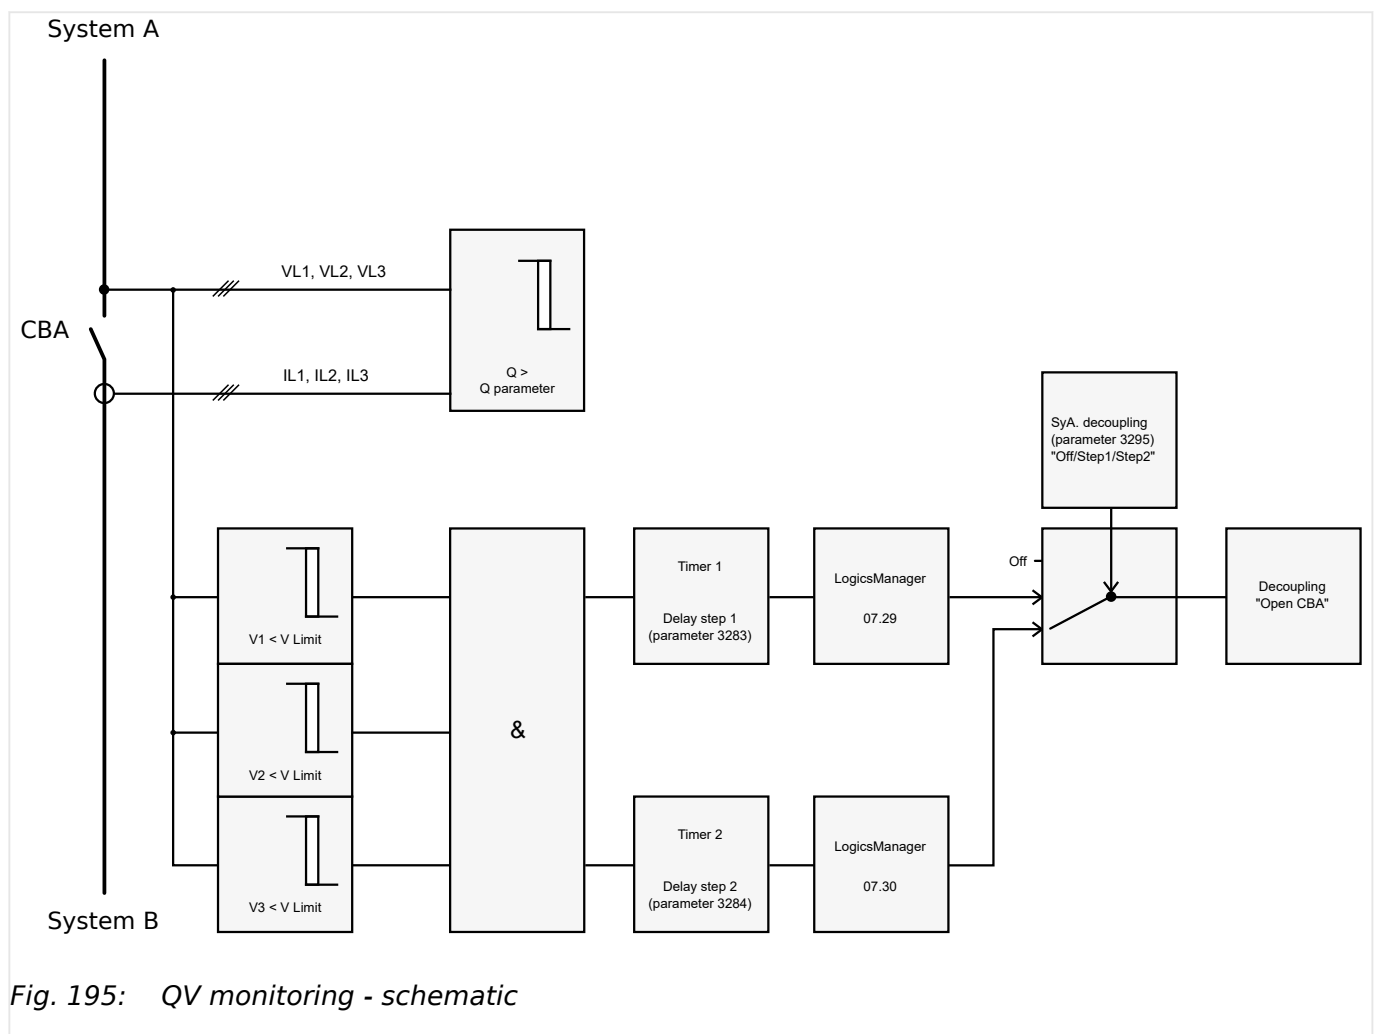 System A
VL1, VL2, VL3
CBA
IL1, IL2, IL3
Q >
Q parameter
SyA. decoupling
(parameter 3295)
"Off/Step1/Step2"
V1 < V Limit
V2 < V Limit
V3 < V Limit
&
Timer 1
Delay step 1
(parameter 3283)
LogicsManager
07.29
Off
Decoupling
"Open CBA"
Timer 2
Delay step 2
(parameter 3284)
LogicsManager
07.30
System B
Fig. 195: QV monitoring - schematic